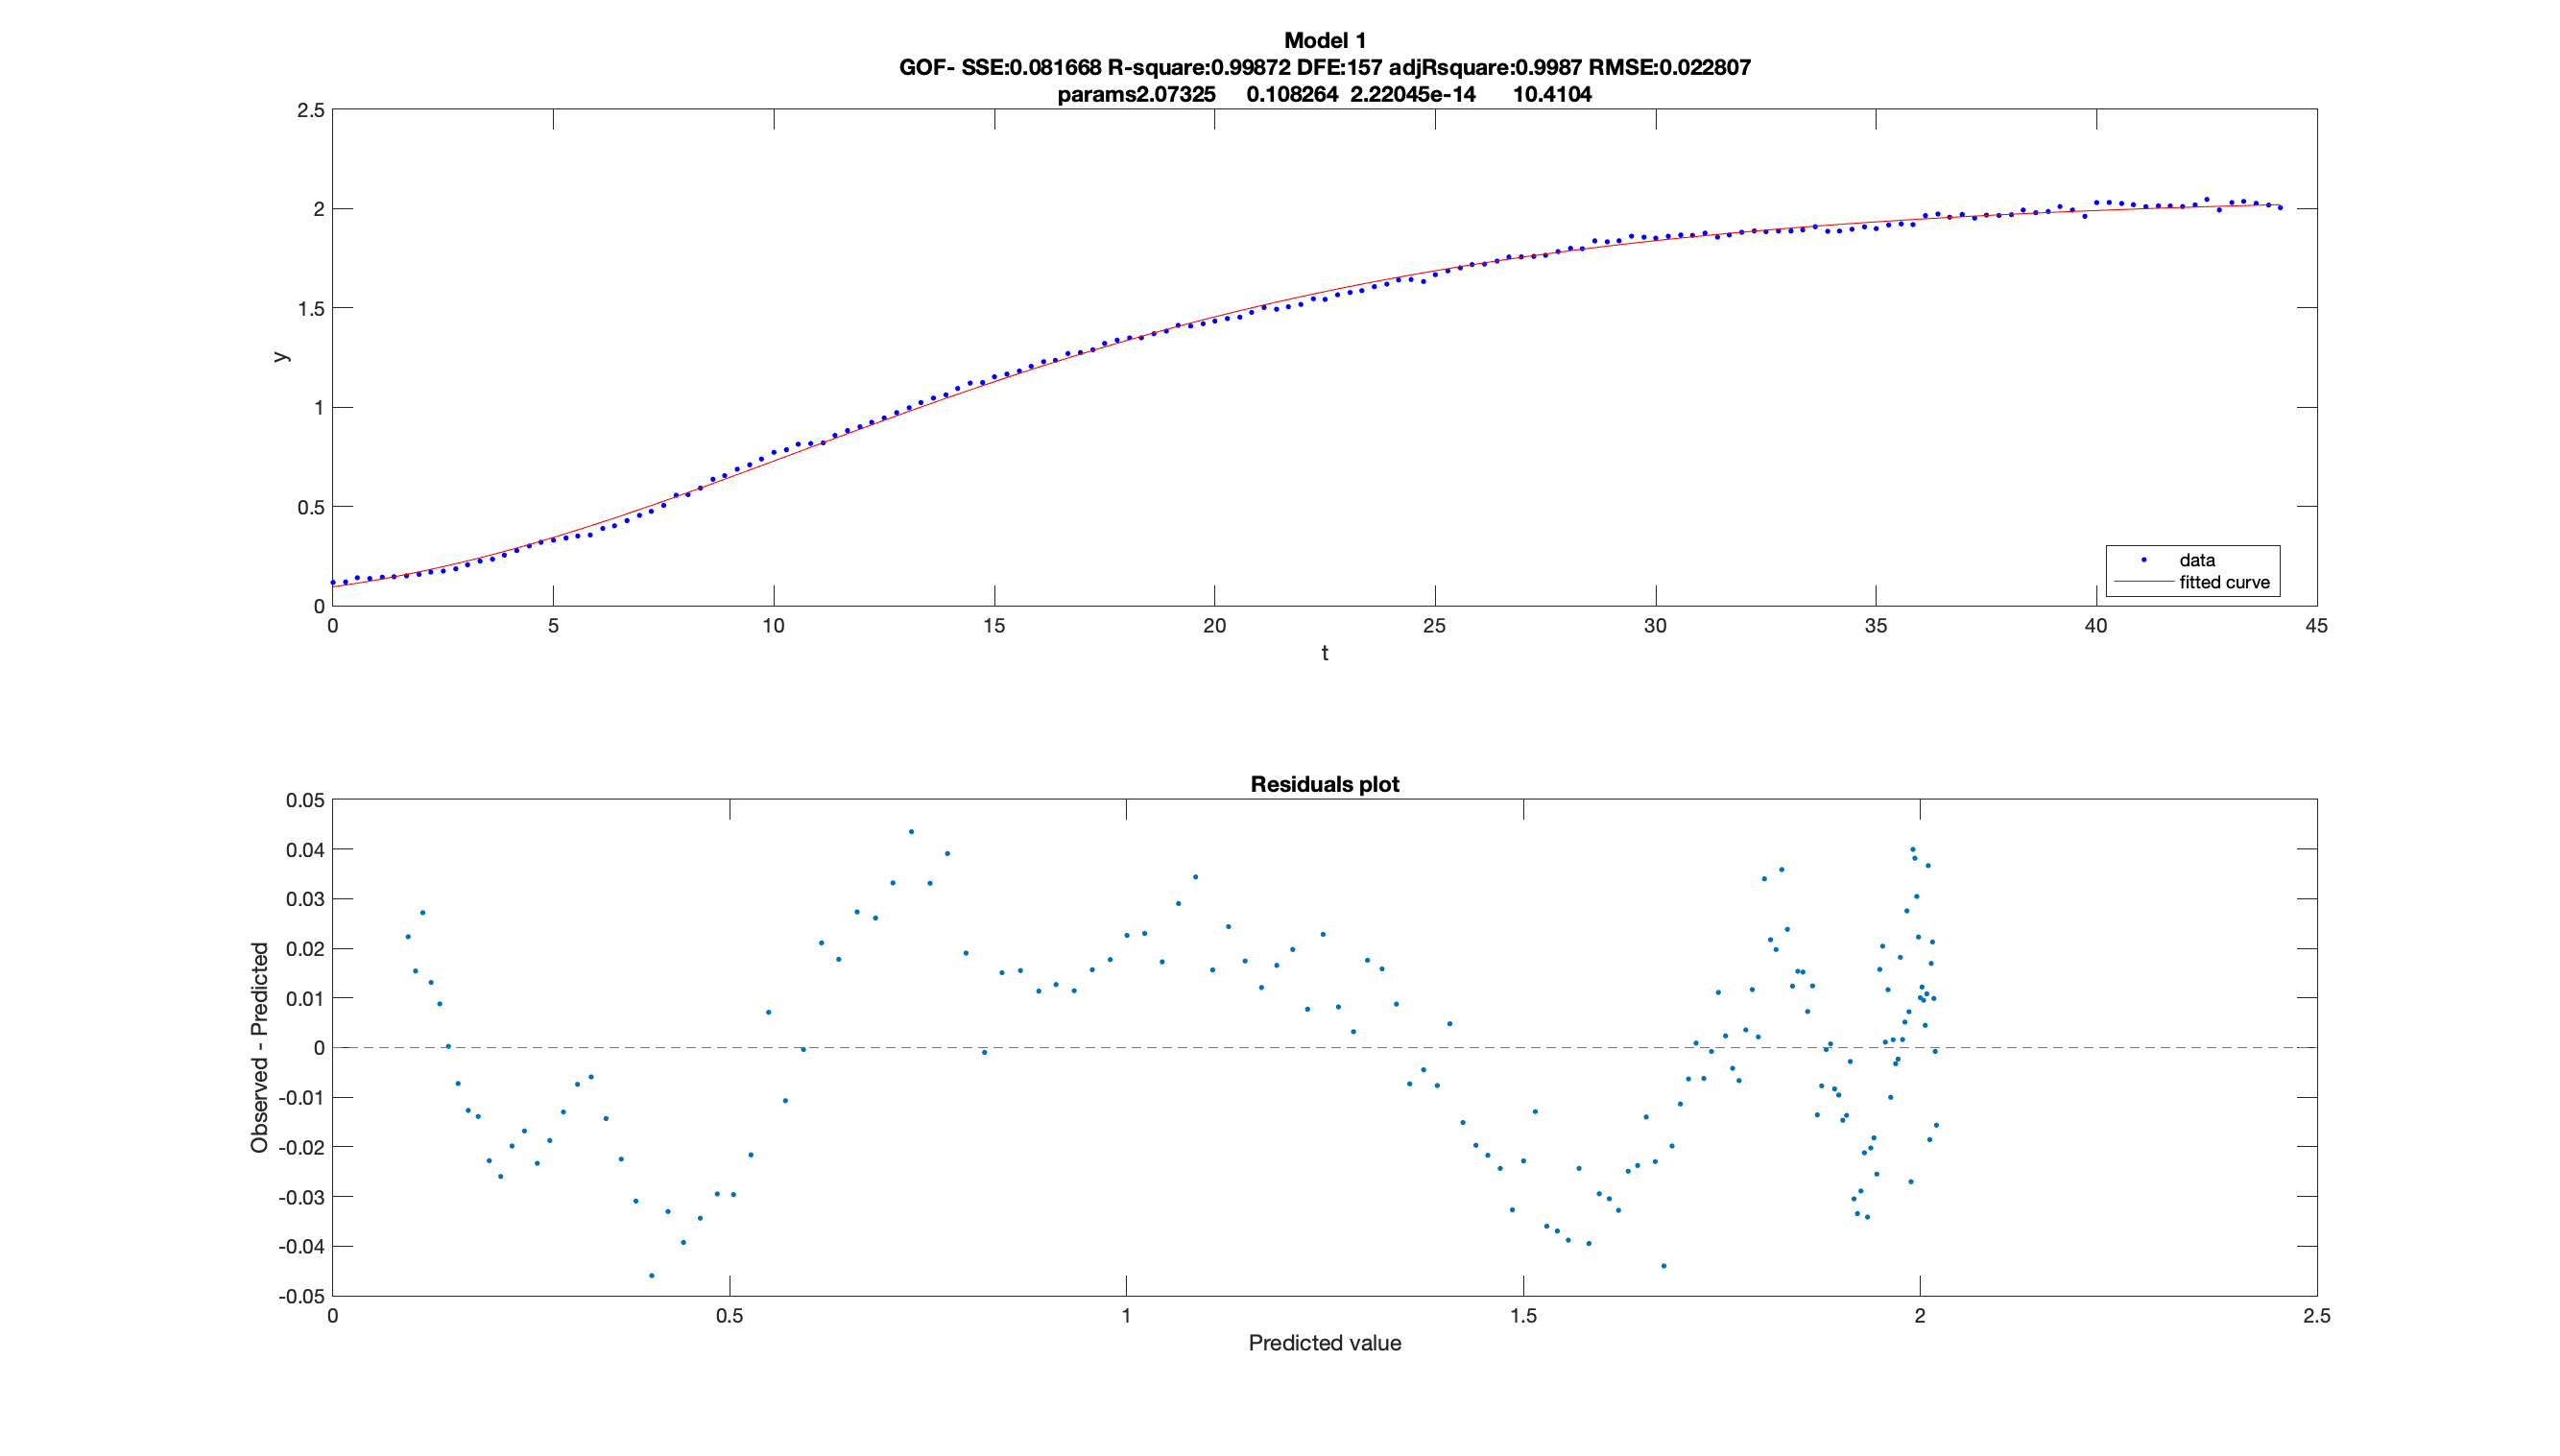 Model 1
GOF- SSE:0.081668 R-square:0.99872 DFE:157 adjRsquare:0.9987 RMSE:0.022807
params2.07325 0.108264 2.22045e-14 10.4104
2.5
2
1.5
1
0.5
0
y
0 5 10 15 20 25 30 35 40 45
t
data
fitted curve
Residuals plot
0.05
0.04
0.03
0.02
0.01
0
-0.01
-0.02
-0.03
-0.04
-0.05
Observed - Predicted
0 0.5 1 1.5 2 2.5
Predicted value